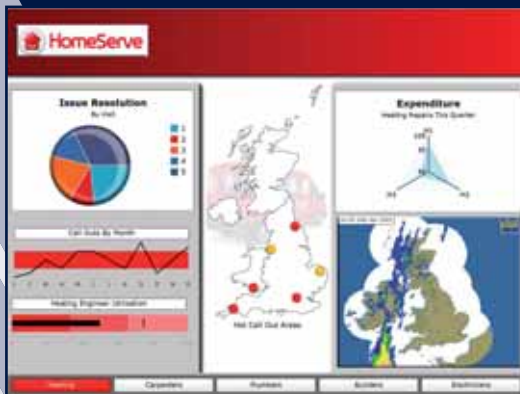 HomeServe
Issue Resolution
By Visit
1
2
3
4
5
Call Outs By Month
Heating Engineer Utilisation
Hot Call Out Areas
Expenditure
Heating Repairs This Quarter
Heating
Carpenters
Plumbers
Builders
Electricians